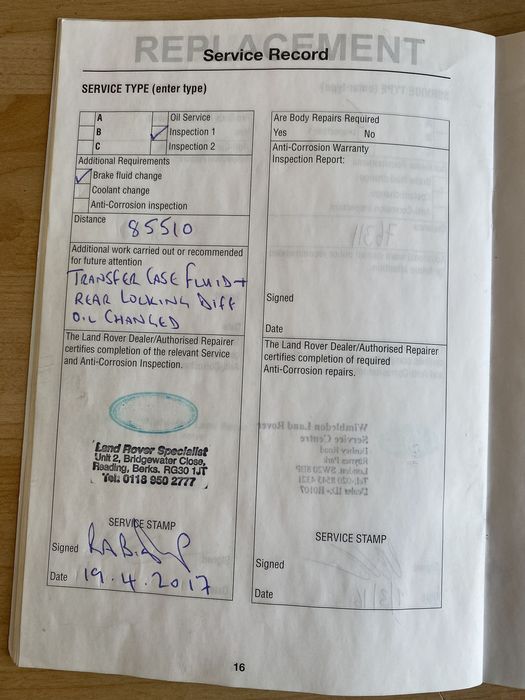 REPLACEMENT
Service Record
SERVICE TYPE (enter type)
A
Oil Service
B
Inspection 1
C
Inspection 2
Additional Requirements
Brake fluid change
Coolant change
Anti-Corrosion inspection
Distance
85510
Additional work carried out or recommended
for future attention
TRANSFER CASE FLUID +
REAR LOCKING DIFF
OIL CHANGED
The Land Rover Dealer/Authorised Repairer
certifies completion of the relevant Service
and Anti-Corrosion Inspection.
Land Rover Specialist
Unit 2, Bridgewater Close,
Reading, Berks. RG30 1JT
Tel: 0118 950 2777
SERVICE STAMP
Signed
Date 19.4.2017
Are Body Repairs Required
Yes No
Anti-Corrosion Warranty
Inspection Report:
Signed
Date
The Land Rover Dealer/Authorised Repairer
certifies completion of required
Anti-Corrosion repairs.
SERVICE STAMP
Signed
Date
16